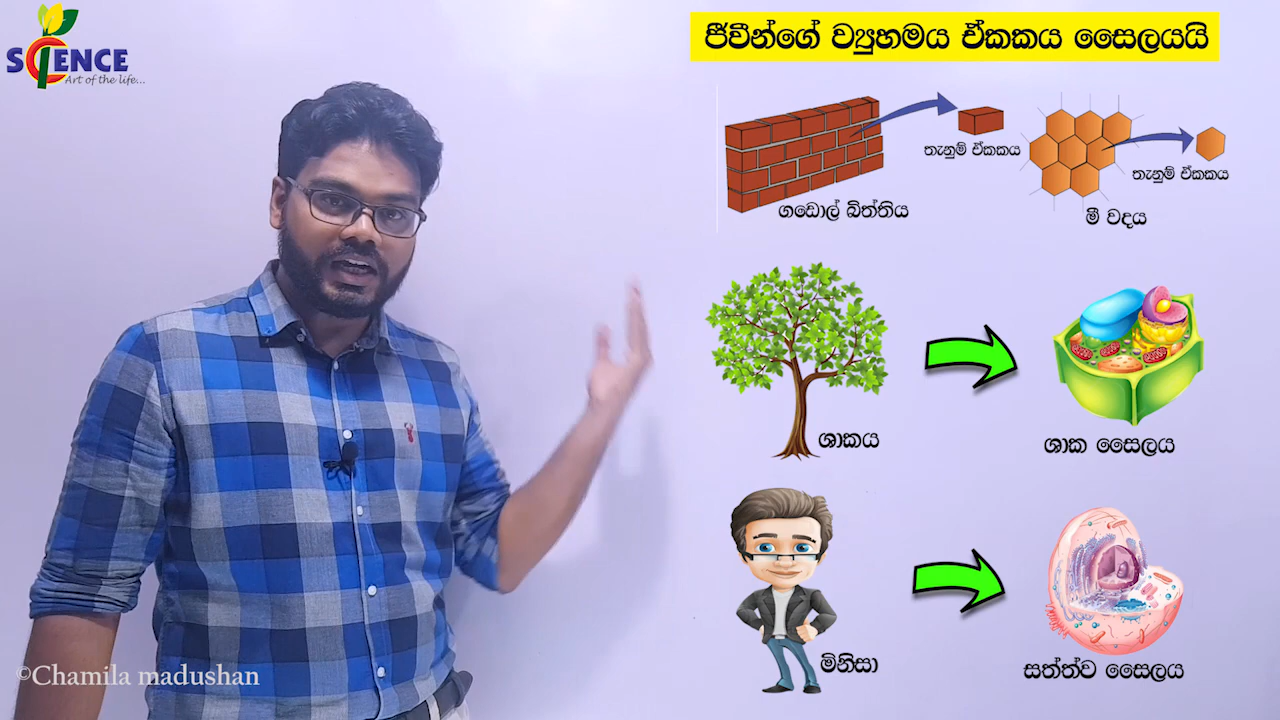 SCIENCE
Art of the life...
ජීවීන්ගේ ව්‍යුහමය ඒකකය සෛලයයි
තැනුම් ඒකකය
තැනුම් ඒකකය
ගඩොල් බිත්තිය
මී වදය
ශාකය
ශාක සෛලය
මිනිසා
සත්ත්ව සෛලය
©Chamila madushan